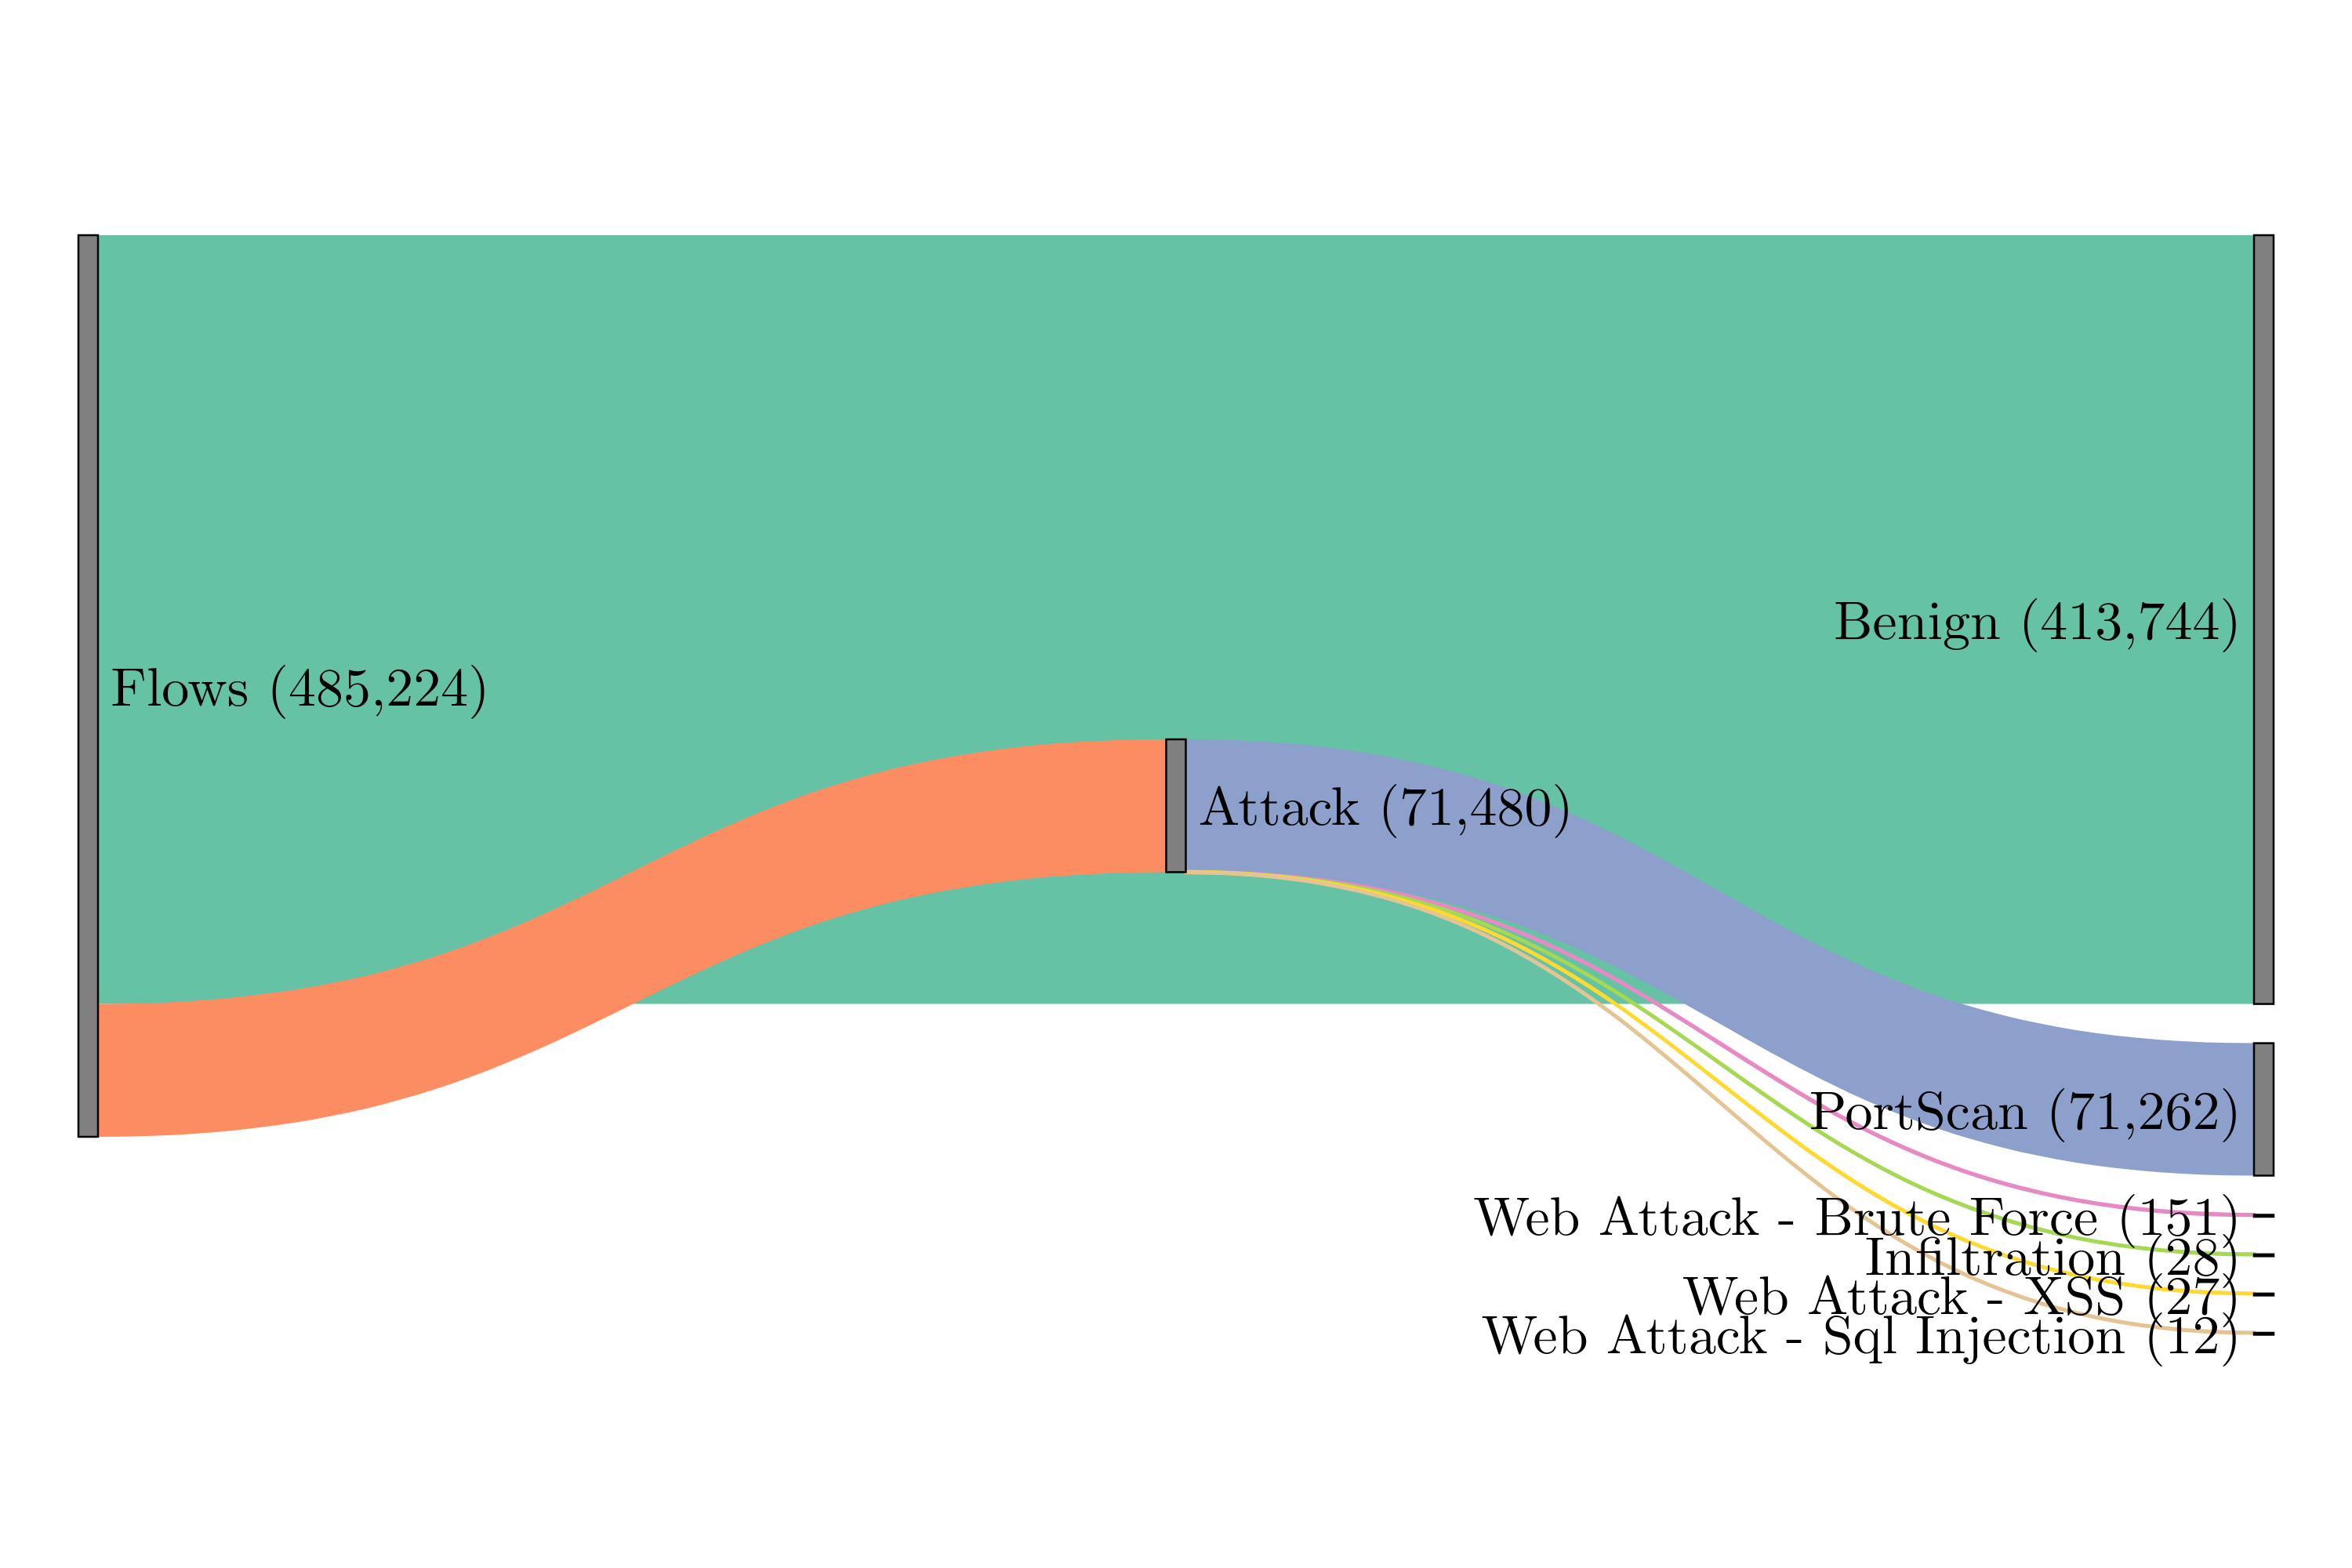 Flows (485,224)
Benign (413,744)
Attack (71,480)
PortScan (71,262)
Web Attack - Brute Force (151)
Infiltration (28)
Web Attack - XSS (27)
Web Attack - Sql Injection (12)